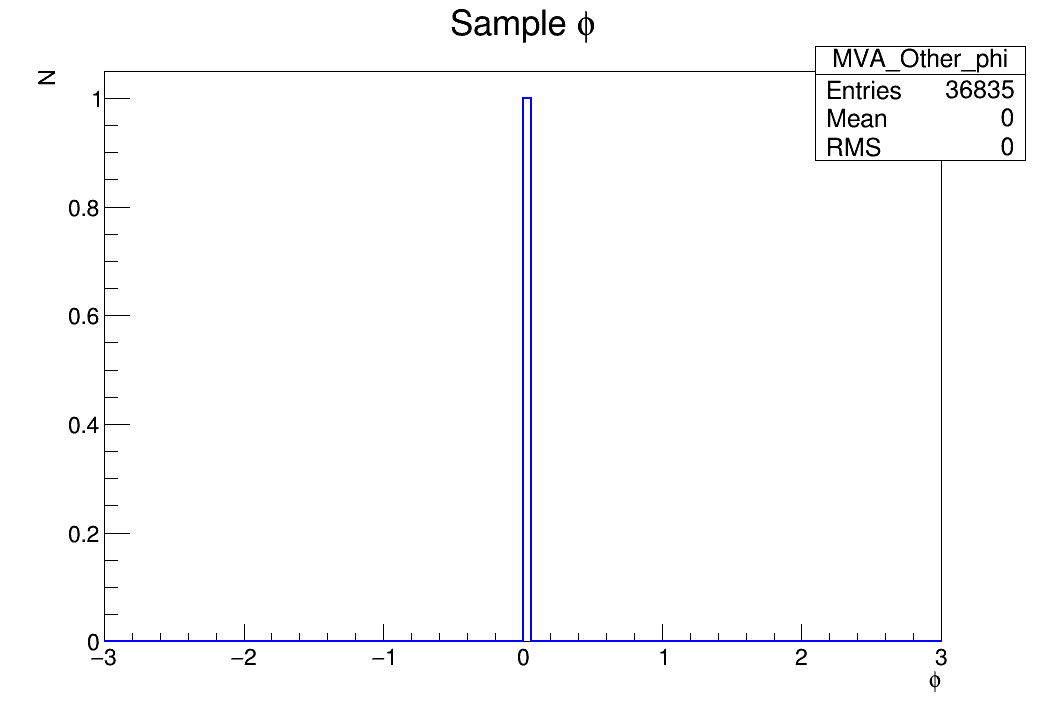 Sample ϕ
MVA_Other_phi
Entries 36835
Mean 0
RMS 0
N
1
0.8
0.6
0.4
0.2
0
−3 −2 −1 0 1 2 3
ϕ